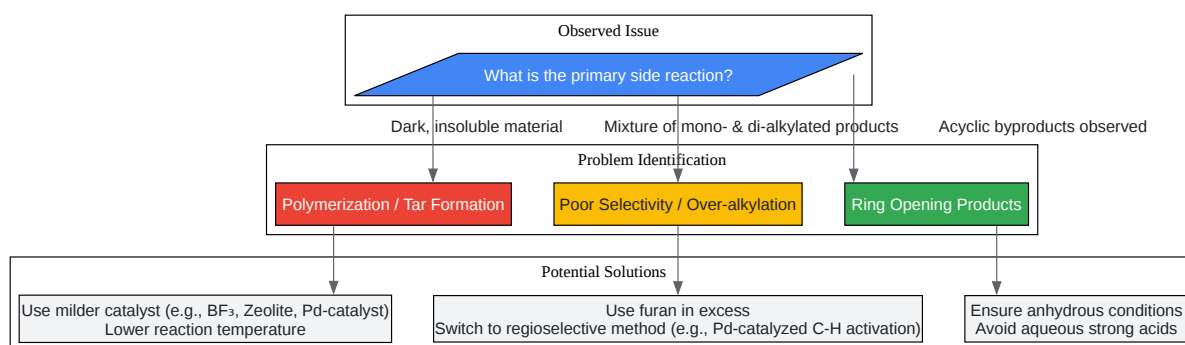 Observed Issue
What is the primary side reaction?
Dark, insoluble material
Mixture of mono- & di-alkylated products
Acyclic byproducts observed
Problem Identification
Polymerization / Tar Formation
Poor Selectivity / Over-alkylation
Ring Opening Products
Potential Solutions
Use milder catalyst (e.g., BF₃, Zeolite, Pd-catalyst)
Lower reaction temperature
Use furan in excess
Switch to regioselective method (e.g., Pd-catalyzed C-H activation)
Ensure anhydrous conditions
Avoid aqueous strong acids